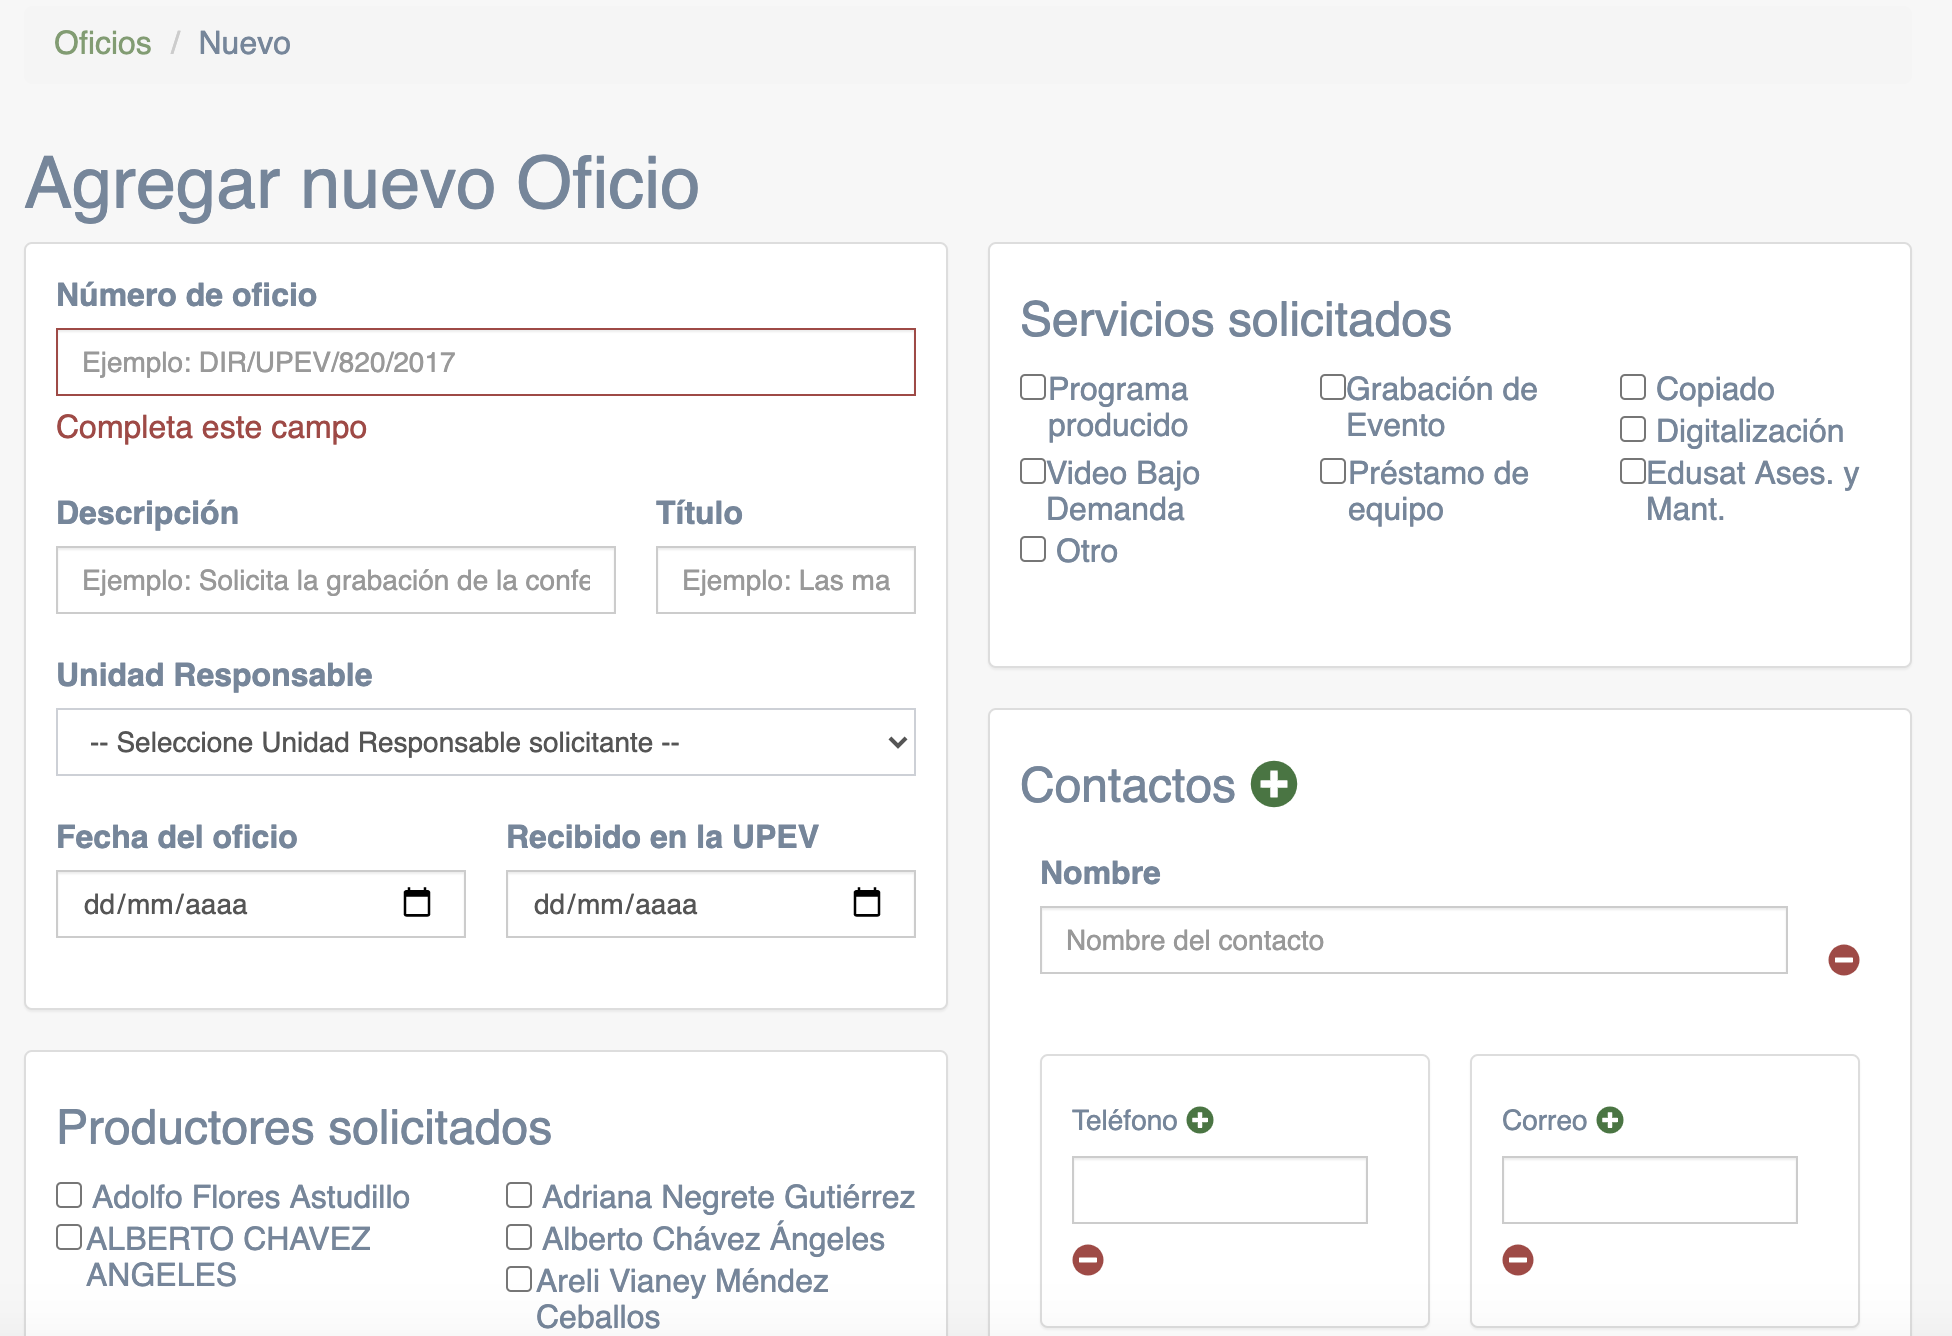 Oficios / Nuevo
Agregar nuevo Oficio
Número de oficio
Ejemplo: DIR/UPEV/820/2017
Completa este campo
Descripción
Ejemplo: Solicita la grabación de la confe
Título
Ejemplo: Las ma
Unidad Responsable
-- Seleccione Unidad Responsable solicitante --
Fecha del oficio
dd/mm/aaaa
Recibido en la UPEV
dd/mm/aaaa
Productores solicitados
Adolfo Flores Astudillo
Adriana Negrete Gutiérrez
ALBERTO CHAVEZ
ANGELES
Alberto Chávez Ángeles
Areli Vianey Méndez
Ceballos
Servicios solicitados
Programa
producido
Grabación de
Evento
Copiado
Digitalización
Video Bajo
Demanda
Préstamo de
equipo
Edusat Ases. y
Mant.
Otro
Contactos
Nombre
Nombre del contacto
Teléfono
Correo